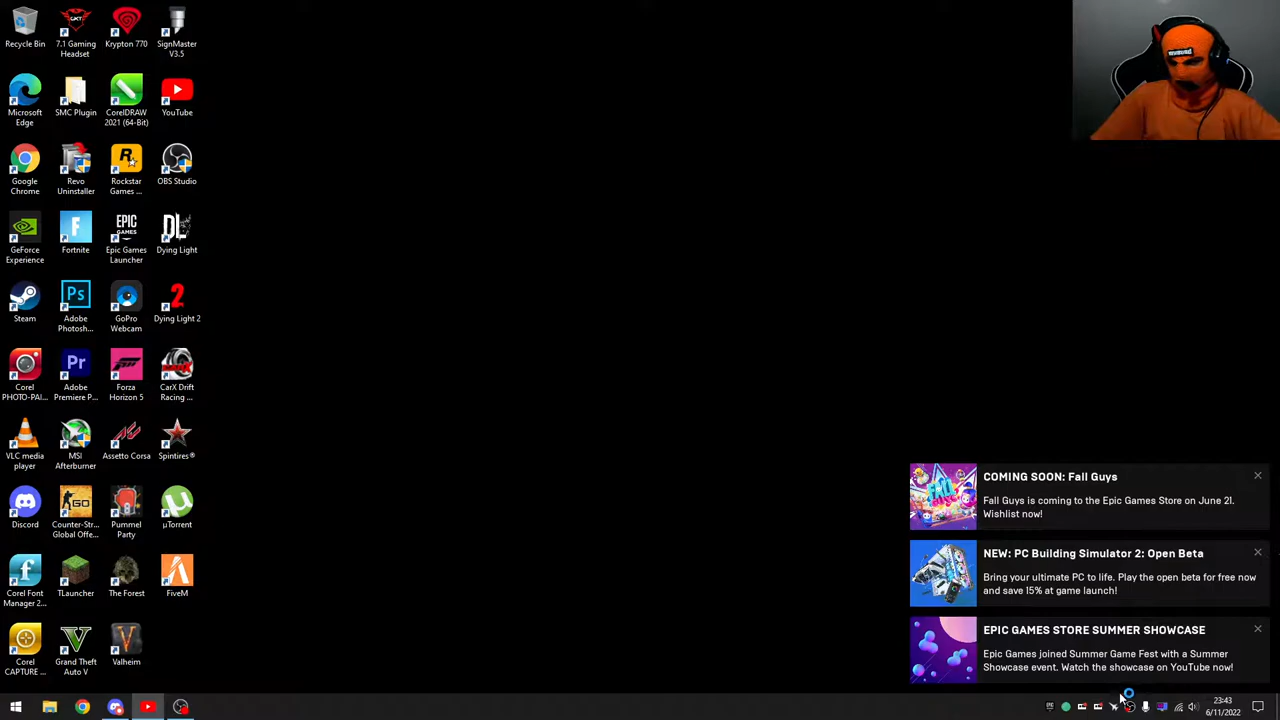 Recycle Bin
7.1 Gaming
Headset
Krypton 770
SignMaster
V3.5
Microsoft
Edge
SMC Plugin
CorelDRAW
2021 (64-Bit)
YouTube
Google
Chrome
Revo
Uninstaller
Rockstar
Games ...
OBS Studio
GeForce
Experience
Fortnite
EPIC
GAMES
Epic Games
Launcher
DL
Dying Light
Steam
Ps
Adobe
Photosh...
GoPro
Webcam
2
Dying Light 2
Corel
PHOTO-PAI...
Pr
Adobe
Premiere P...
Forza
Horizon 5
CarX Drift
Racing ...
VLC media
player
MSI
Afterburner
Assetto Corsa
Spintires®
Discord
GO
Counter-Str...
Global Offe...
Pummel
Party
µTorrent
Corel Font
Manager 2...
TLauncher
The Forest
FiveM
Corel
CAPTURE ...
Grand Theft
Auto V
Valheim
COMING SOON: Fall Guys
Fall Guys is coming to the Epic Games Store on June 21.
Wishlist now!
NEW: PC Building Simulator 2: Open Beta
Bring your ultimate PC to life. Play the open beta for free now
and save 15% at game launch!
EPIC GAMES STORE SUMMER SHOWCASE
Epic Games joined Summer Game Fest with a Summer
Showcase event. Watch the showcase on YouTube now!
23:43
6/11/2022